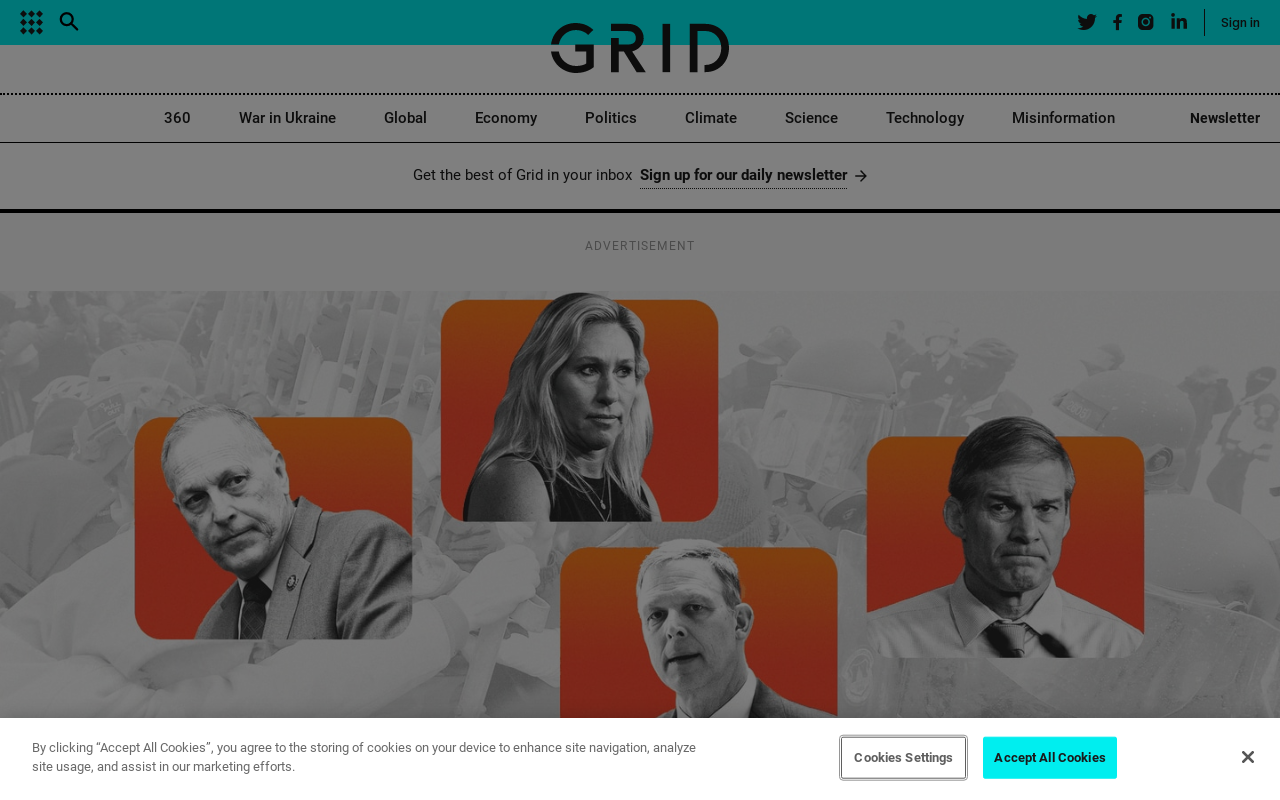 Sign in
GRID
360 War in Ukraine Global Economy Politics Climate Science Technology Misinformation Newsletter
Get the best of Grid in your inbox Sign up for our daily newsletter →
ADVERTISEMENT
By clicking “Accept All Cookies”, you agree to the storing of cookies on your device to enhance site navigation, analyze
site usage, and assist in our marketing efforts.
Cookies Settings
Accept All Cookies